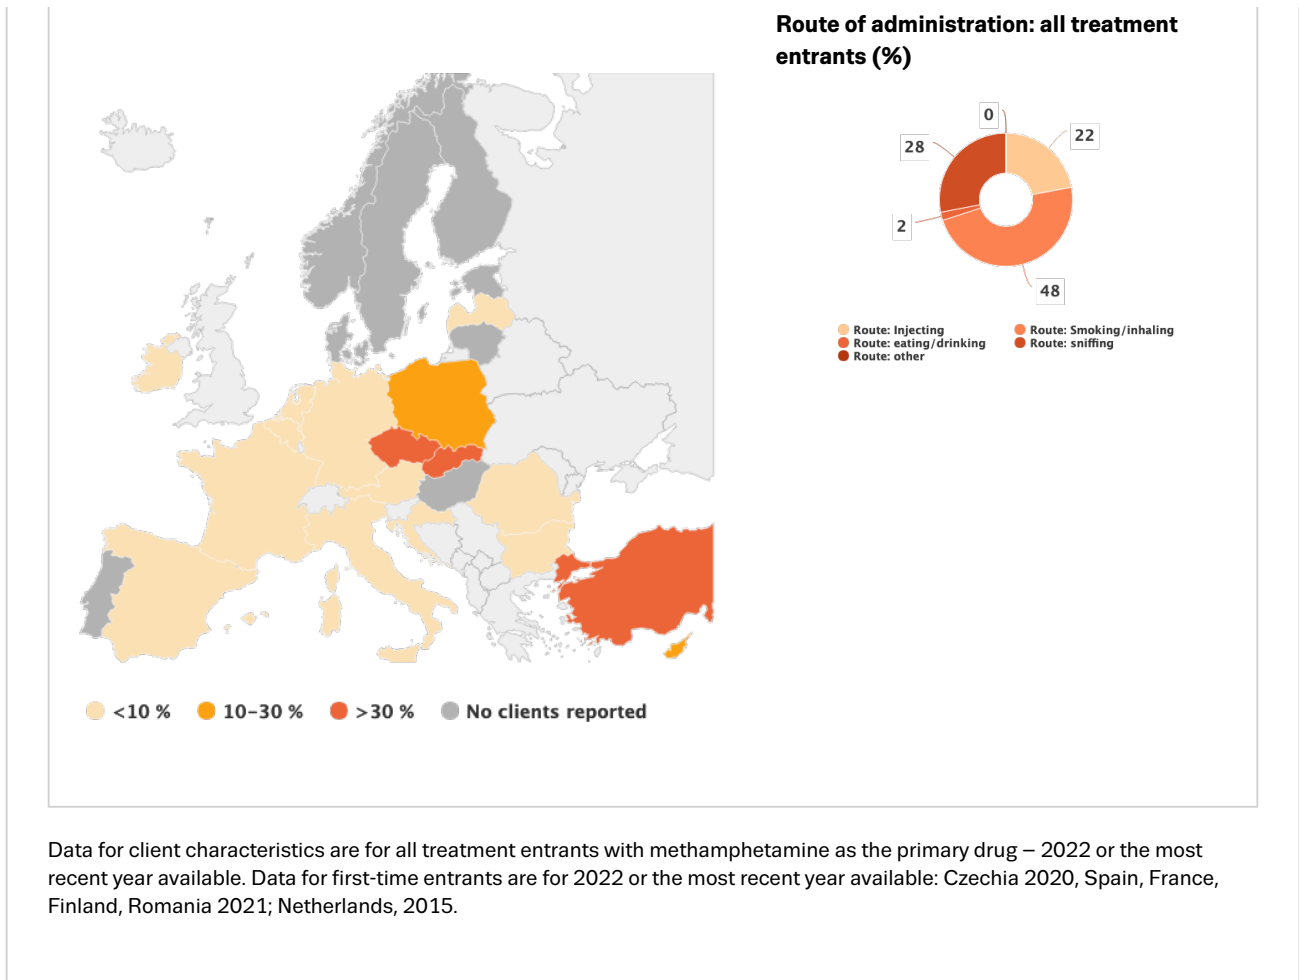 Route of administration: all treatment
entrants (%)
0
22
28
2
48
Route: Injecting
Route: Smoking/inhaling
Route: eating/drinking
Route: sniffing
Route: other
<10 %
10–30 %
>30 %
No clients reported
Data for client characteristics are for all treatment entrants with methamphetamine as the primary drug – 2022 or the most
recent year available. Data for first-time entrants are for 2022 or the most recent year available: Czechia 2020, Spain, France,
Finland, Romania 2021; Netherlands, 2015.